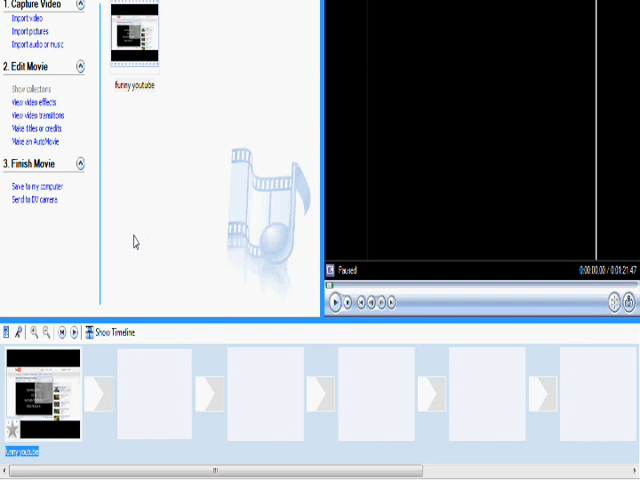 1. Capture Video
Import video
Import pictures
Import audio or music
2. Edit Movie
Show collections
View video effects
View video transitions
Make titles or credits
Make an AutoMovie
3. Finish Movie
Save to my computer
Send to DV camera
funny youtube
Paused
0:00:00.00 / 0:01:21.47
Show Timeline
funny youtube